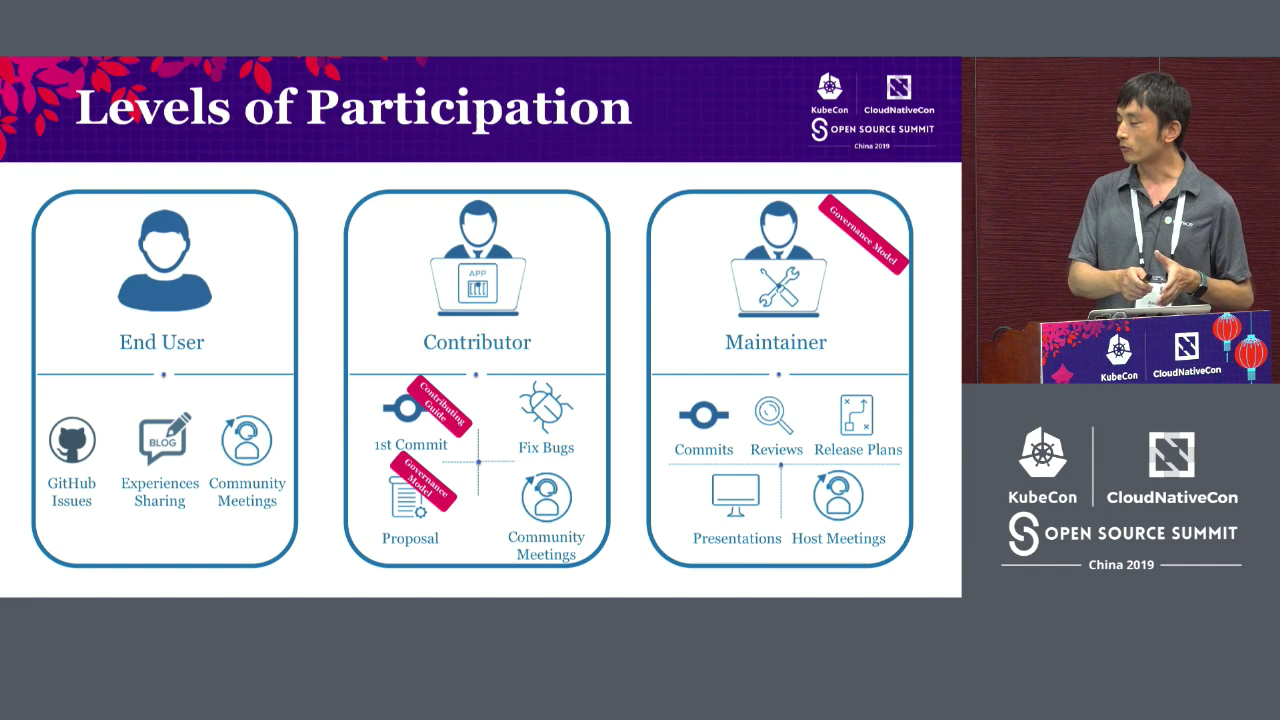 Levels of Participation
KubeCon
CloudNativeCon
OPEN SOURCE SUMMIT
China 2019
End User
GitHub
Issues
Experiences
Sharing
Community
Meetings
BLOG
Contributor
APP
Contributing
Guide
1st Commit
Fix Bugs
Governance
Model
Proposal
Community
Meetings
Maintainer
Governance Model
Commits
Reviews
Release Plans
Presentations
Host Meetings
KubeCon
CloudNativeCon
KubeCon
CloudNativeCon
OPEN SOURCE SUMMIT
China 2019